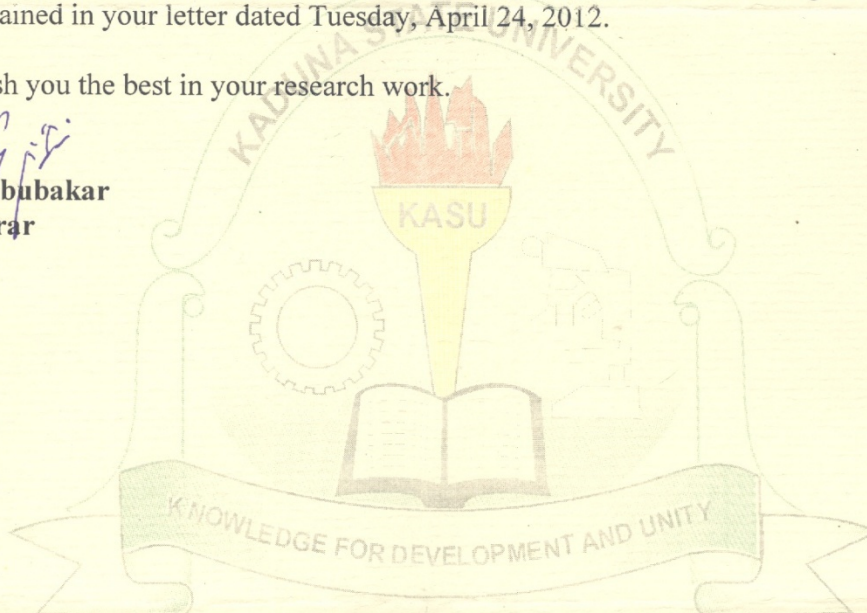 ained in your letter dated Tuesday, April 24, 2012.
sh you the best in your research work.
bubakar
rar
KADUNA STATE UNIVERSITY
KASU
KNOWLEDGE FOR DEVELOPMENT AND UNITY